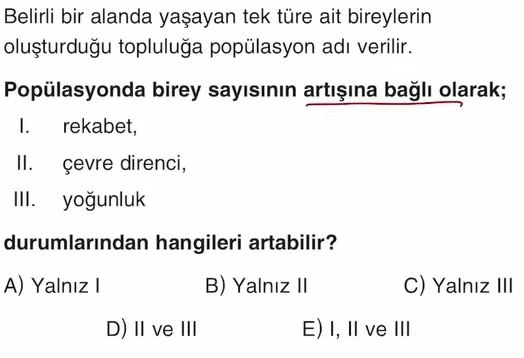 Belirli bir alanda yaşayan tek türe ait bireylerin
oluşturduğu topluluğa popülasyon adı verilir.
Popülasyonda birey sayısının artışına bağlı olarak;
I. rekabet,
II. çevre direnci,
III. yoğunluk
durumlarından hangileri artabilir?
A) Yalnız I B) Yalnız II C) Yalnız III
D) II ve III E) I, II ve III